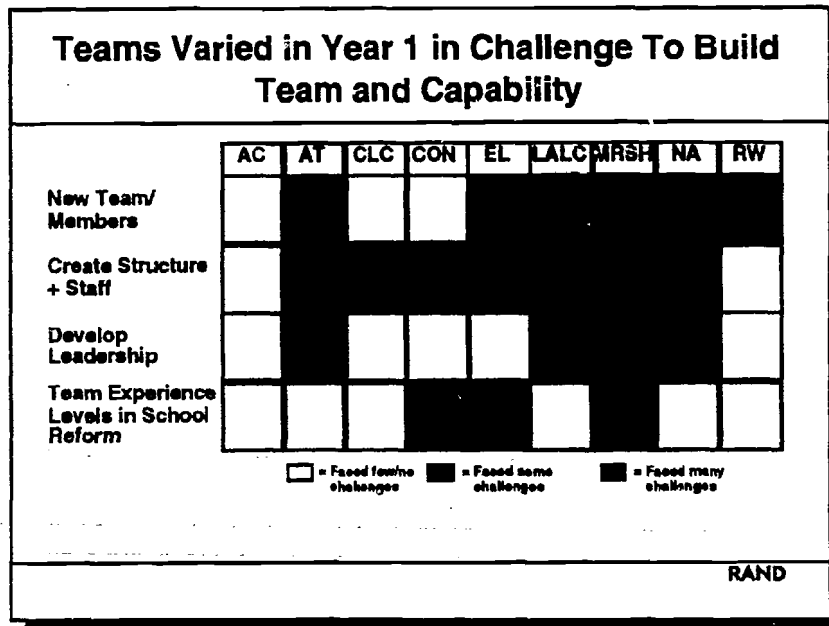 Teams Varied in Year 1 in Challenge To Build
Team and Capability
AC AT CLC CON EL LALC MRSH NA RW
New Team/
Members
Create Structure
+ Staff
Develop
Leadership
Team Experience
Levels in School
Reform
= Faced few/no
challenges
= Faced some
challenges
= Faced many
challenges
RAND